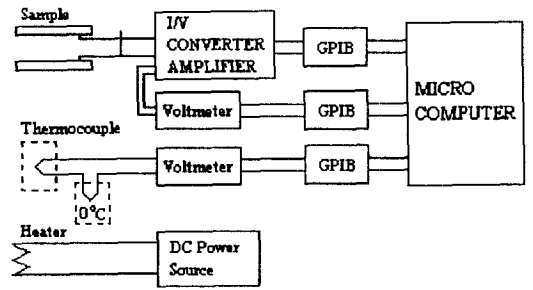 Sample
I/V
CONVERTER
AMPLIFIER
GPIB
MICRO
COMPUTER
Voltmeter
GPIB
Thermocouple
Voltmeter
GPIB
0°C
Heater
DC Power
Source